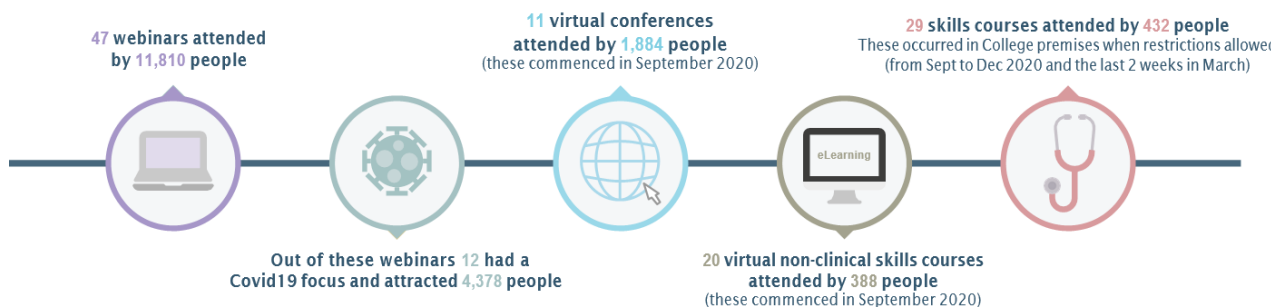 47 webinars attended
by 11,810 people
Out of these webinars 12 had a
Covid19 focus and attracted 4,378 people
11 virtual conferences
attended by 1,884 people
(these commenced in September 2020)
eLearning
20 virtual non-clinical skills courses
attended by 388 people
(these commenced in September 2020)
29 skills courses attended by 432 people
These occurred in College premises when restrictions allowed
(from Sept to Dec 2020 and the last 2 weeks in March)